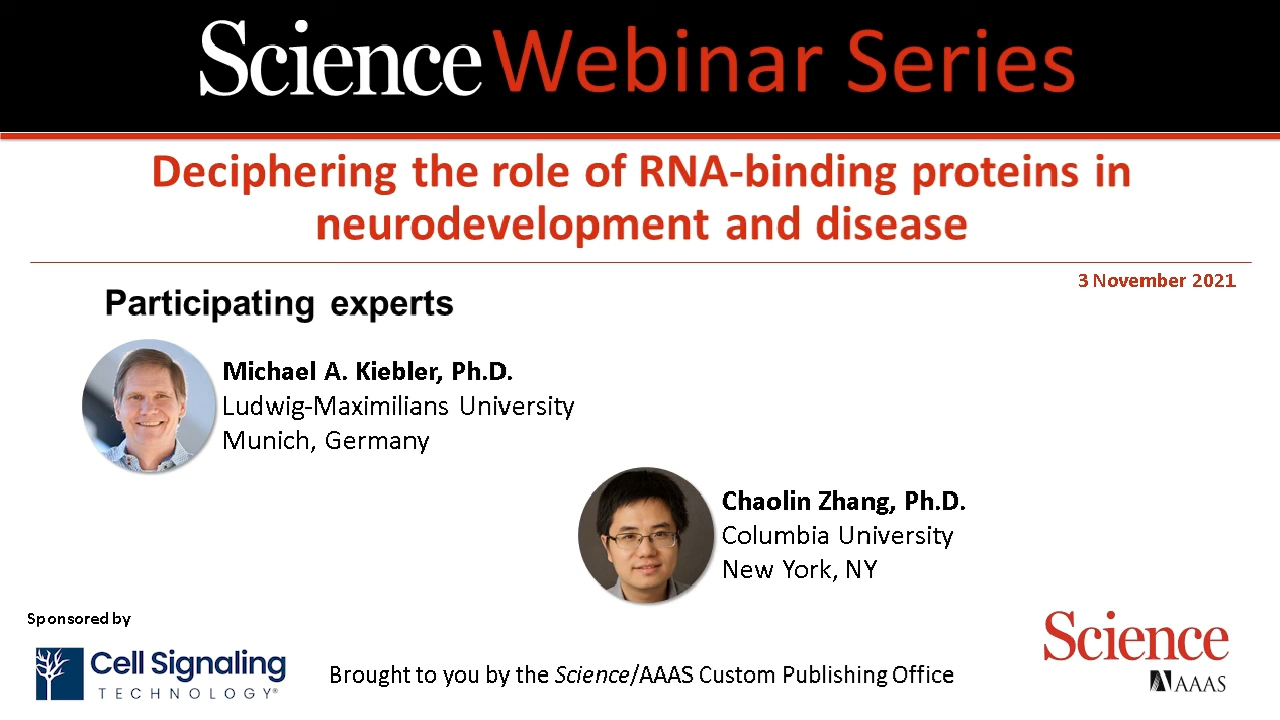 Science Webinar Series
Deciphering the role of RNA-binding proteins in
neurodevelopment and disease
3 November 2021
Participating experts
Michael A. Kiebler, Ph.D.
Ludwig-Maximilians University
Munich, Germany
Chaolin Zhang, Ph.D.
Columbia University
New York, NY
Sponsored by
Cell Signaling
TECHNOLOGY®
Brought to you by the Science/AAAS Custom Publishing Office
Science
AAAS